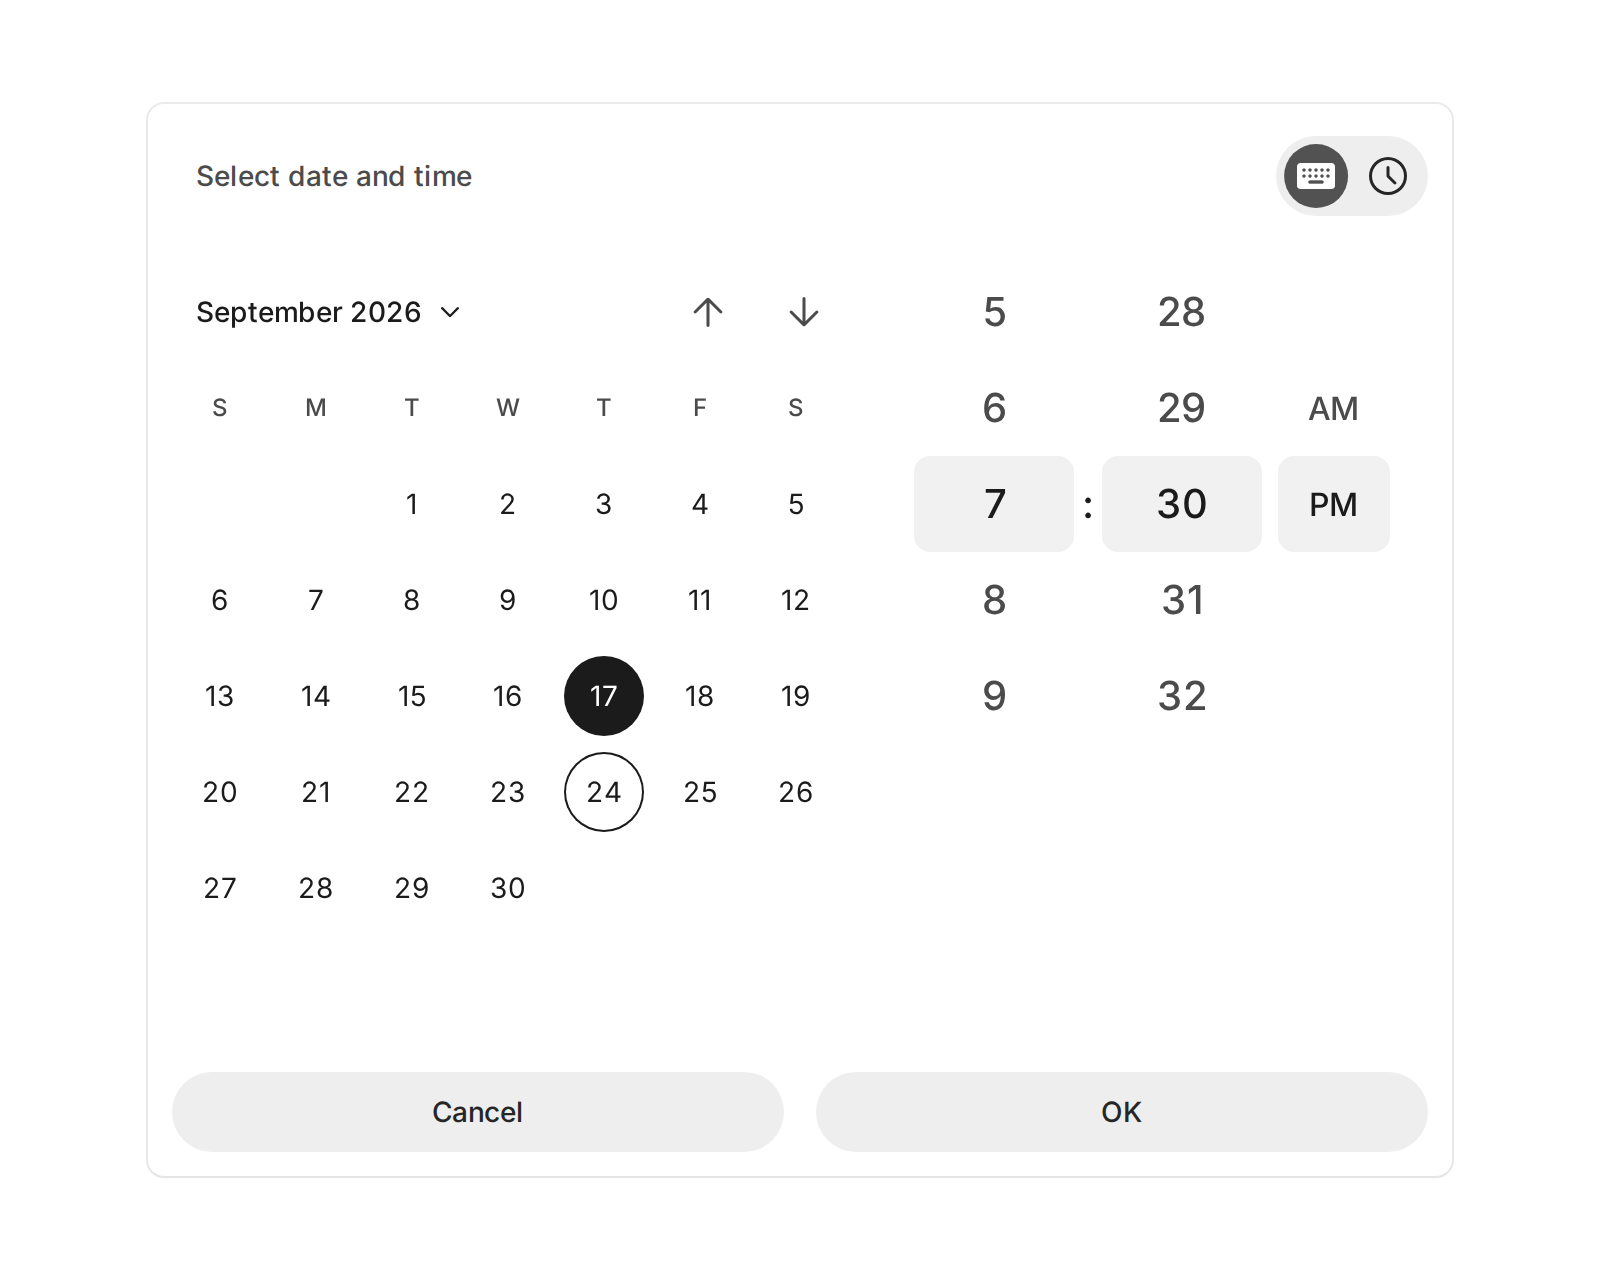 Select date and time
September 2026
S M T W T F S
1 2 3 4 5
6 7 8 9 10 11 12
13 14 15 16 17 18 19
20 21 22 23 24 25 26
27 28 29 30
5 28
6 29 AM
7 : 30 PM
8 31
9 32
Cancel OK